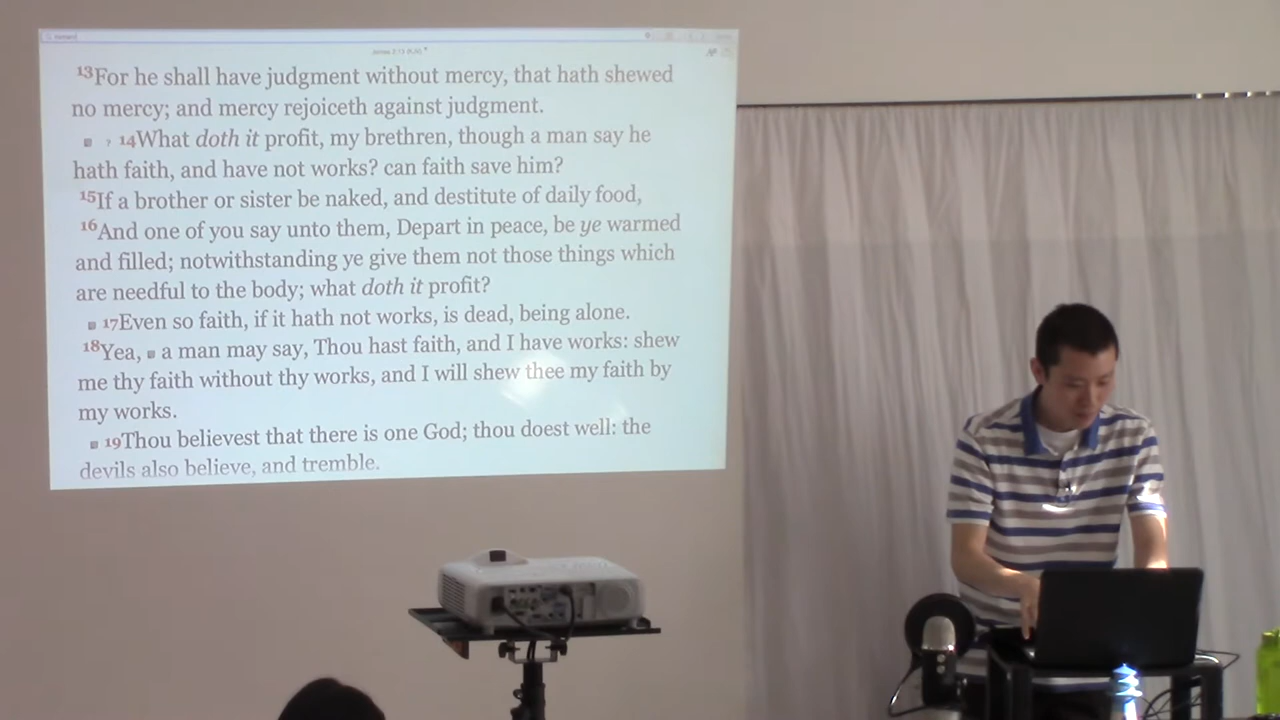 James 2:13 (KJV)
13For he shall have judgment without mercy, that hath shewed
no mercy; and mercy rejoiceth against judgment.
14What doth it profit, my brethren, though a man say he
hath faith, and have not works? can faith save him?
15If a brother or sister be naked, and destitute of daily food,
16And one of you say unto them, Depart in peace, be ye warmed
and filled; notwithstanding ye give them not those things which
are needful to the body; what doth it profit?
17Even so faith, if it hath not works, is dead, being alone.
18Yea, a man may say, Thou hast faith, and I have works: shew
me thy faith without thy works, and I will shew thee my faith by
my works.
19Thou believest that there is one God; thou doest well: the
devils also believe, and tremble.